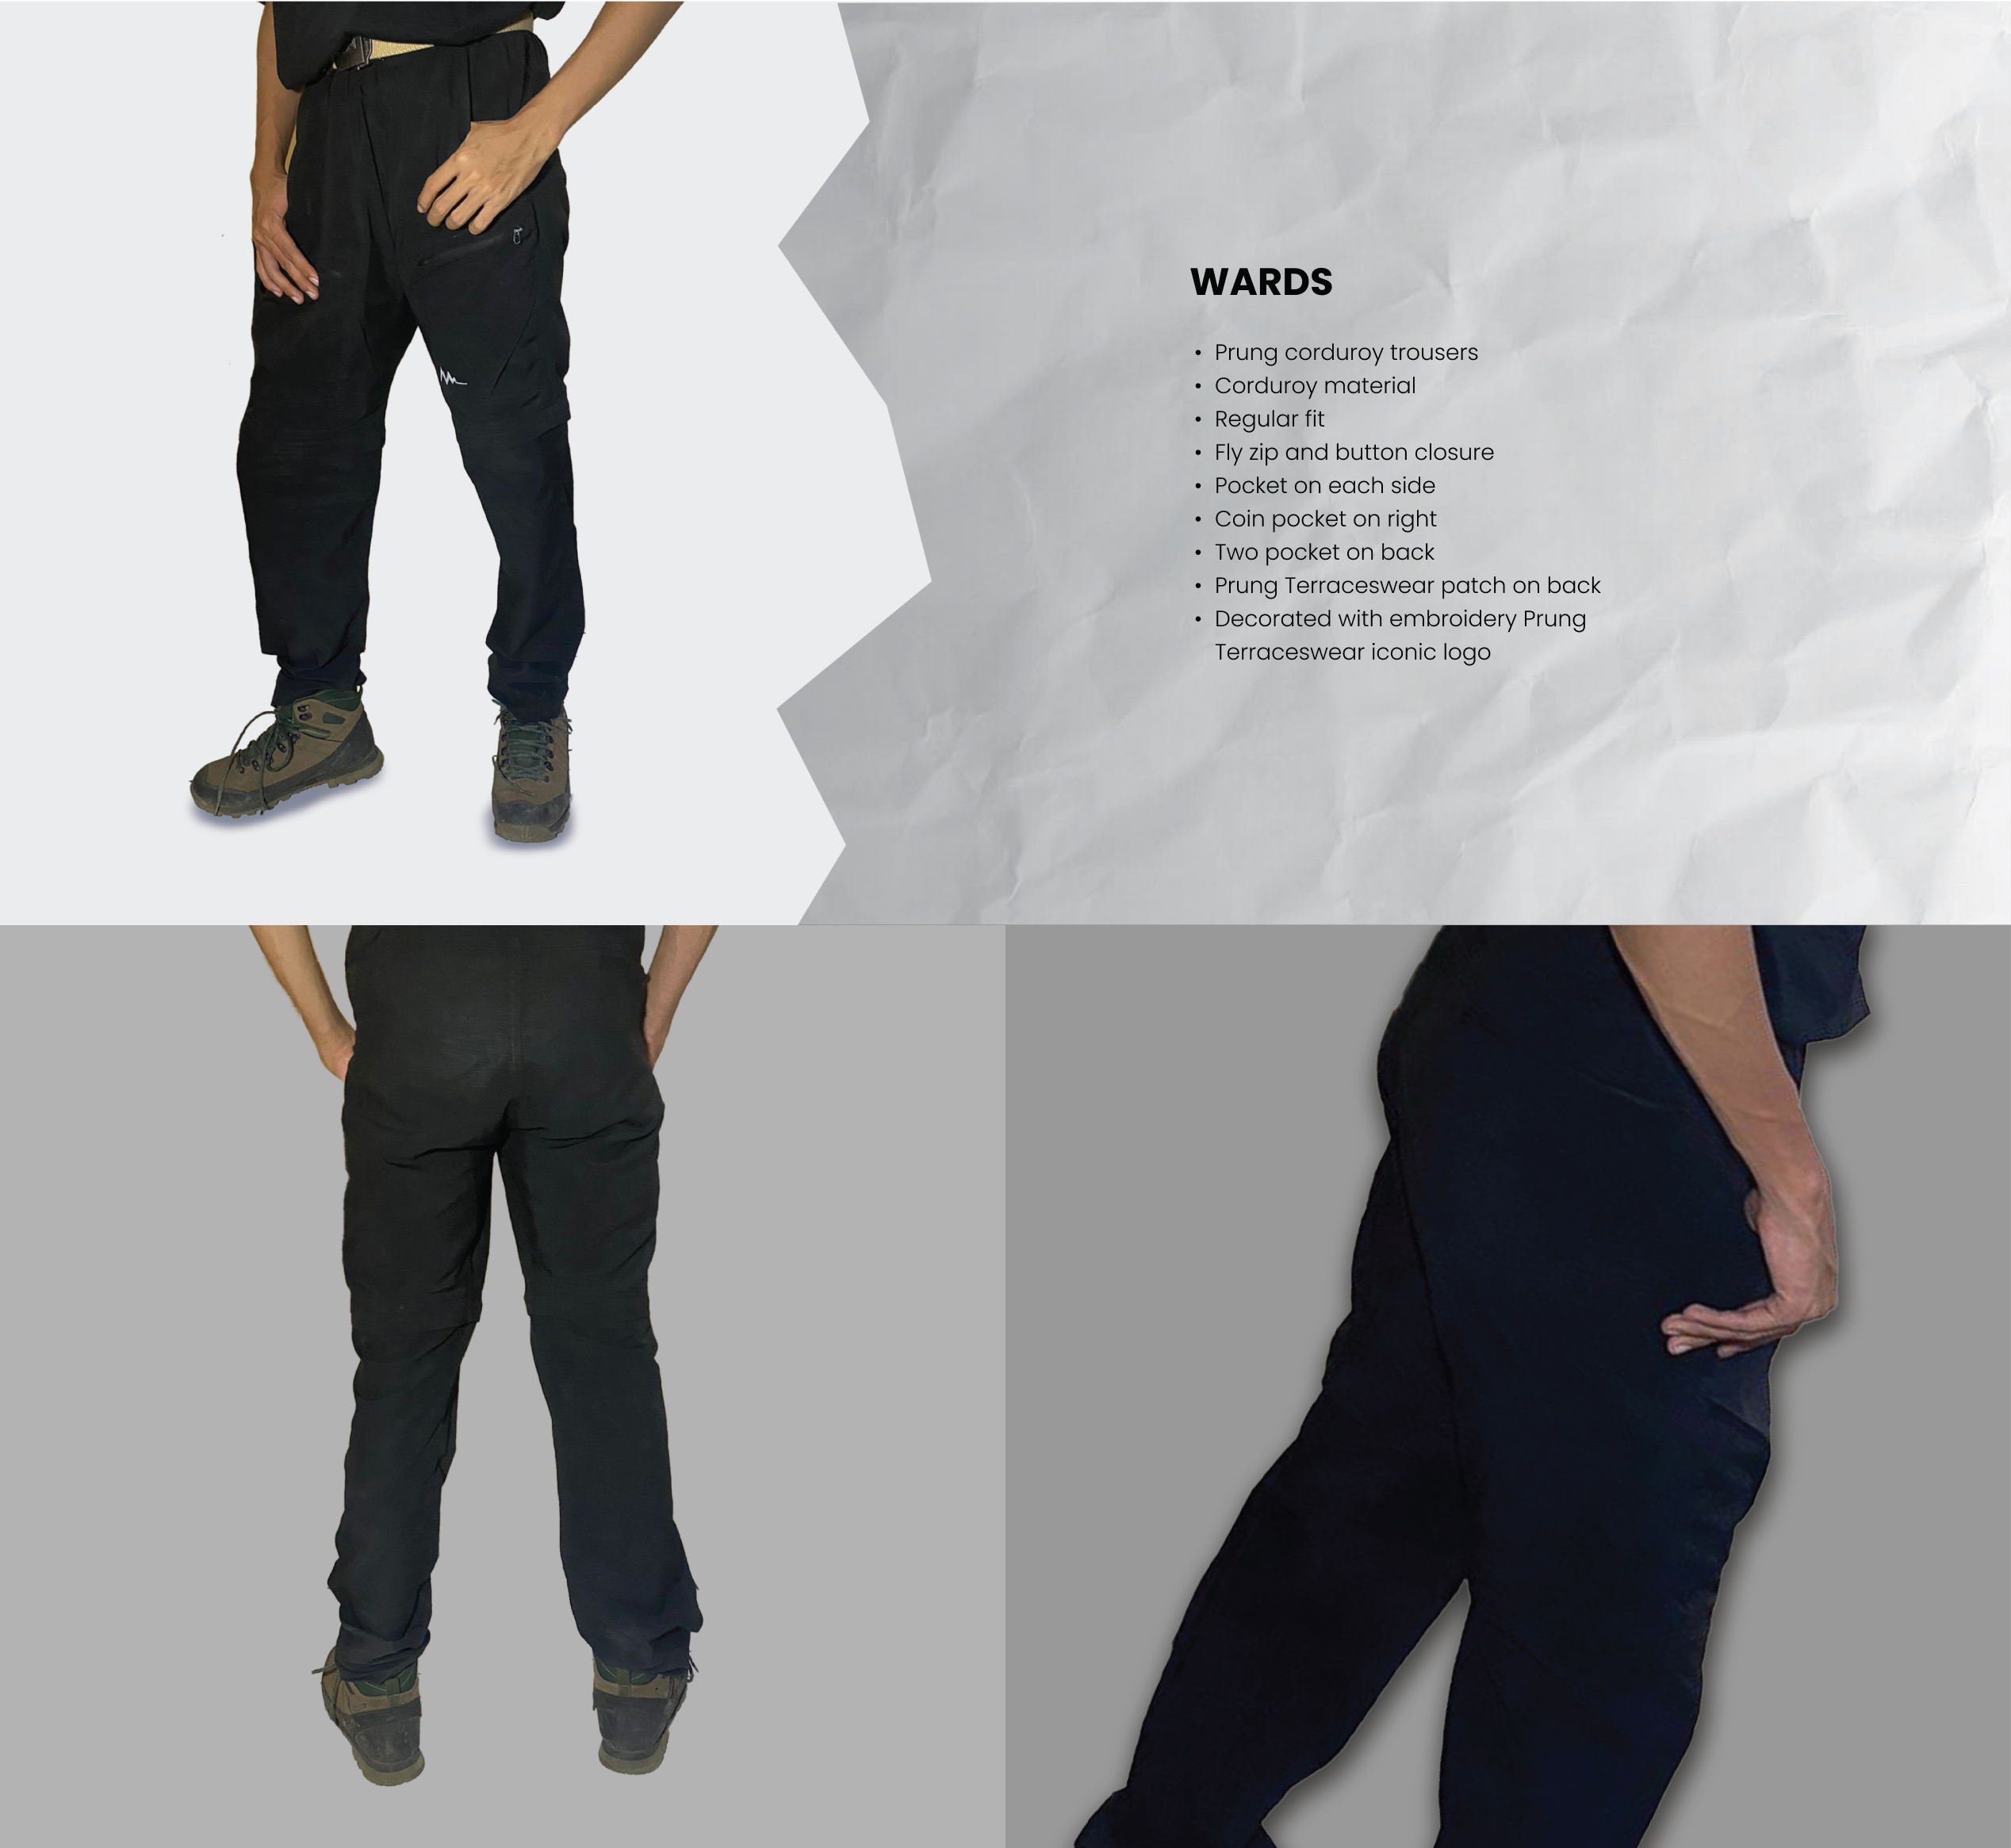 WARDS
• Prung corduroy trousers
• Corduroy material
• Regular fit
• Fly zip and button closure
• Pocket on each side
• Coin pocket on right
• Two pocket on back
• Prung Terraceswear patch on back
• Decorated with embroidery Prung
Terraceswear iconic logo